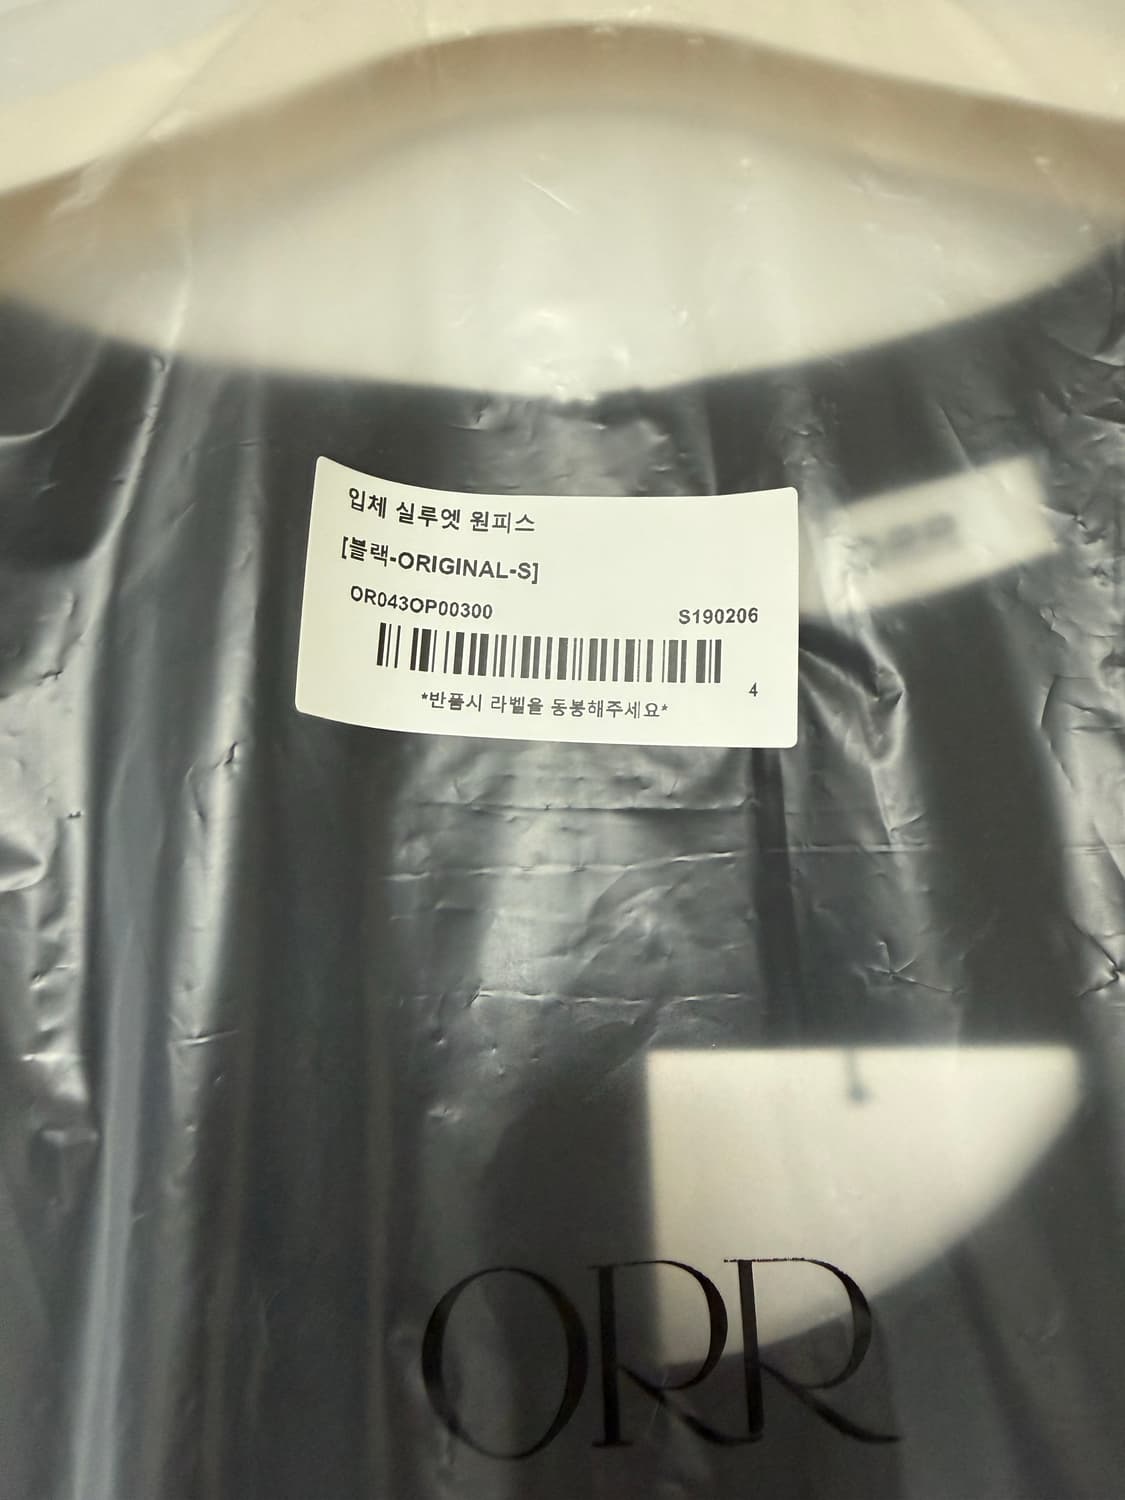 입체 실루엣 원피스
[블랙-ORIGINAL-S]
OR043OP00300 S190206
4
*반품시 라벨을 동봉해주세요*
ORR